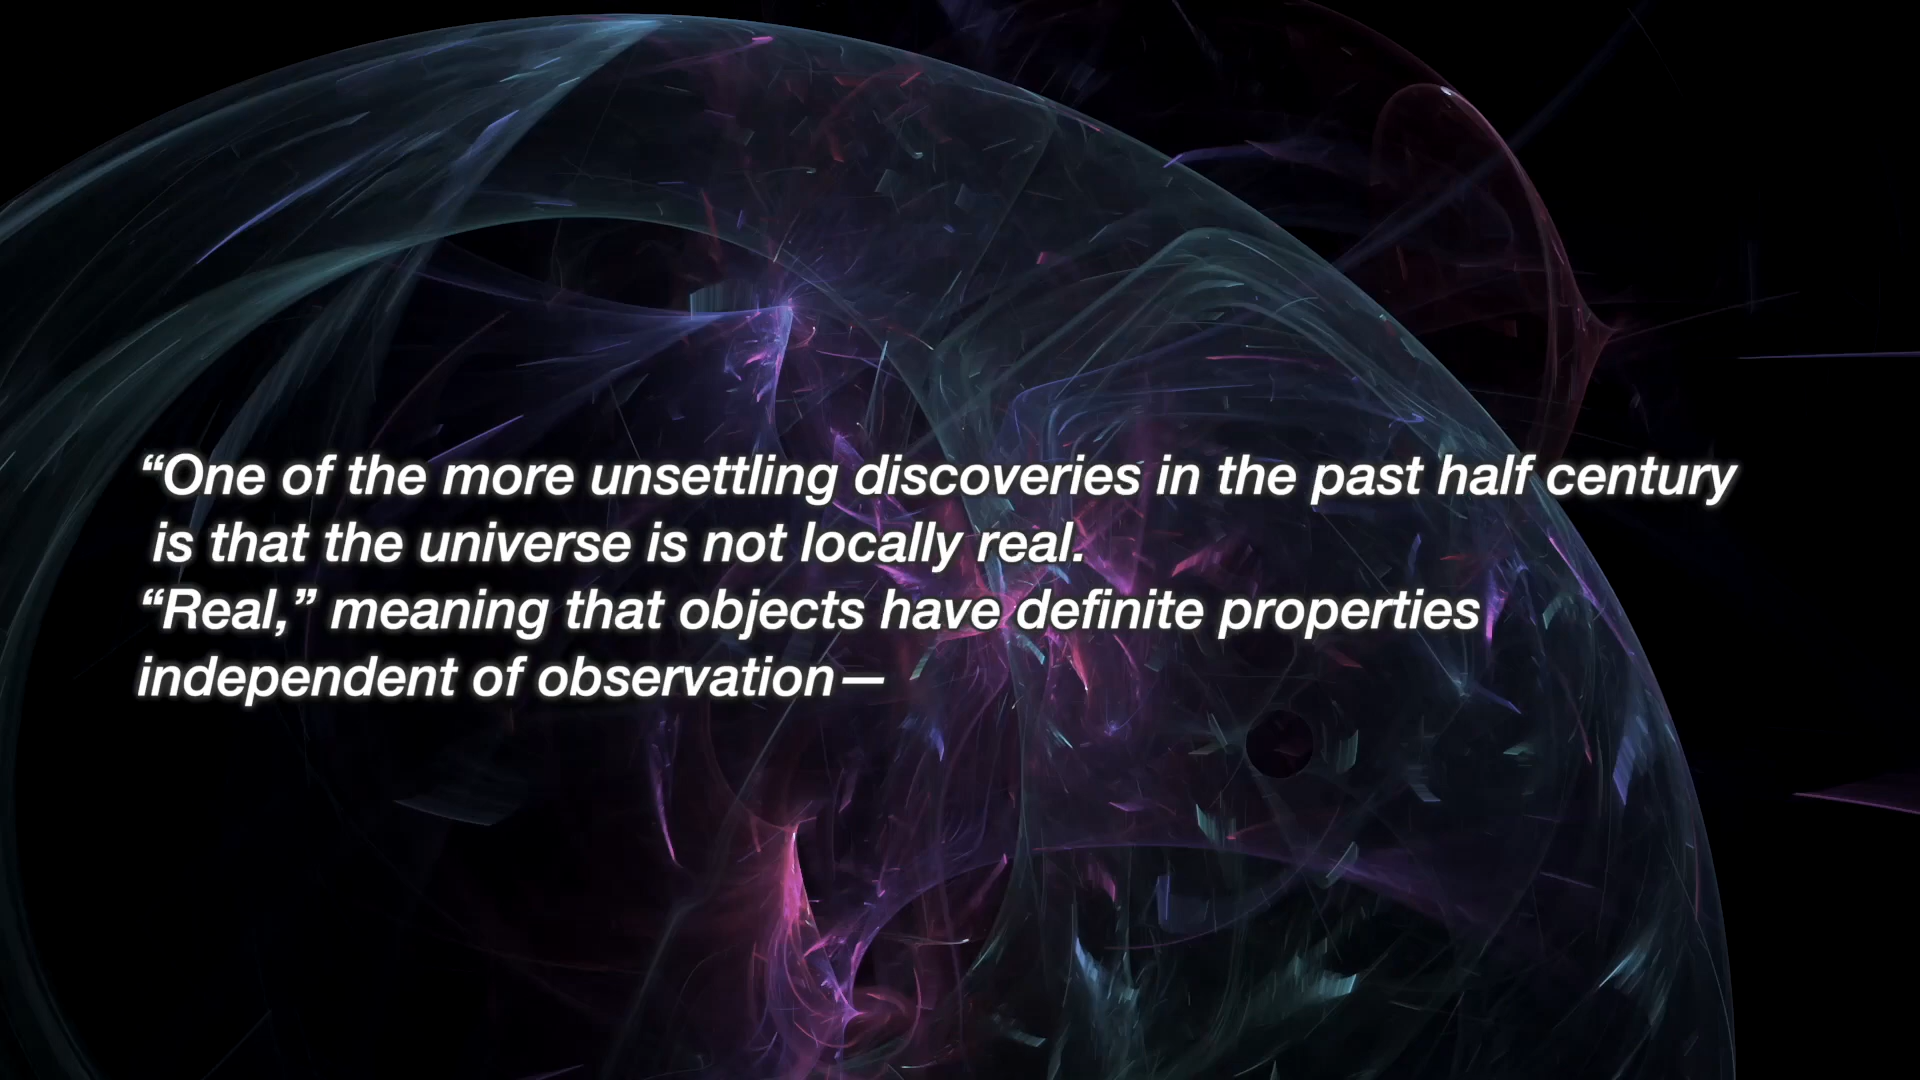 “One of the more unsettling discoveries in the past half century
is that the universe is not locally real.
“Real,” meaning that objects have definite properties
independent of observation—